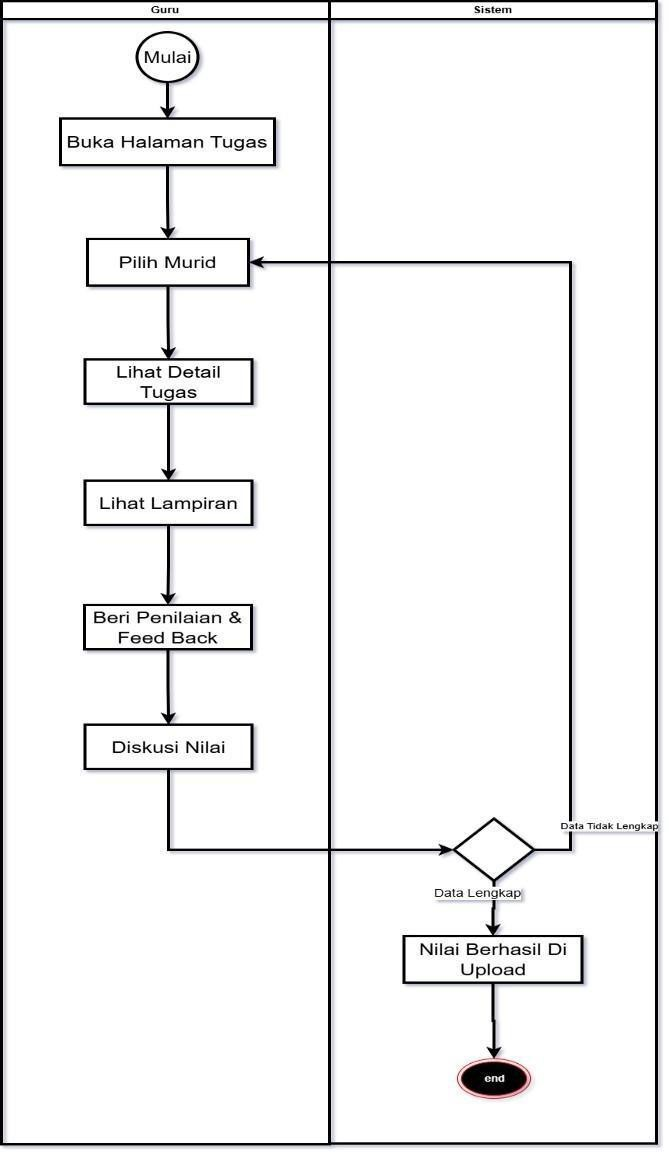 Guru
Sistem
Mulai
Buka Halaman Tugas
Pilih Murid
Lihat Detail
Tugas
Lihat Lampiran
Beri Penilaian &
Feed Back
Diskusi Nilai
Data Tidak Lengkap
Data Lengkap
Nilai Berhasil Di
Upload
end